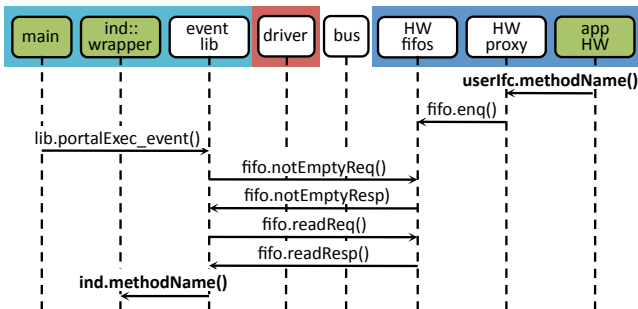 main
ind::
wrapper
event
lib
driver
bus
HW
fifos
HW
proxy
app
HW
userIfc.methodName()
fifo.enq()
lib.portalExec_event()
fifo.notEmptyReq()
fifo.notEmptyResp)
fifo.readReq()
fifo.readResp()
ind.methodName()